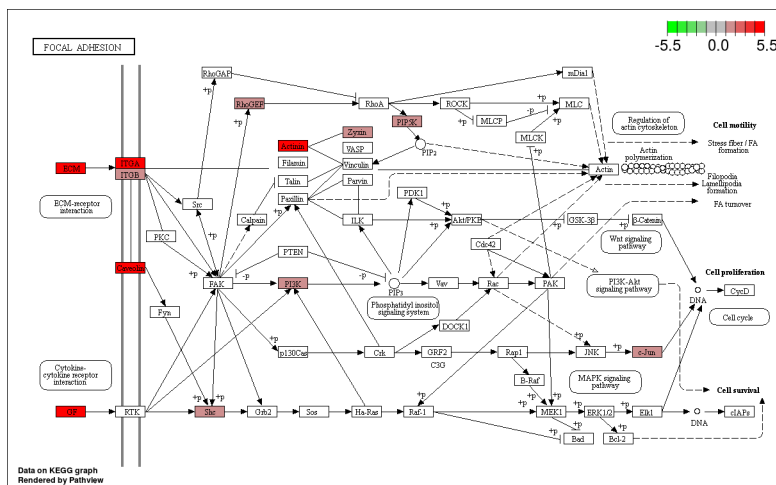 -5.5 0.0 5.5
FOCAL ADHESION
RhoGAP
mDia1
+p
RhoGEF
RhoA
ROCK
MLC
+p
+p
+p
-p
MLCP
PIP5K
Zyxin
Actinin
VASP
MLCK
+p
PIP2
Regulation of
actin cytoskeleton
Cell motility
Stress fiber / FA
formation
Actin
polymerization
ECM
ITGA
ITGB
Filamin
Vinculin
Talin
Parvin
Paxillin
Actin
Filopodia
Lamellipodia
formation
FA turnover
ECM-receptor
interaction
Src
PKC
Calpain
+p
+p
+p
ILK
PDK1
+p
Akt/PKB
+p
+p
GSK-3β
β-Catenin
Wnt signaling
pathway
PTEN
-p
-p
Cdc42
Caveolin
+p
FAK
PI3K
PIP3
Vav
Rac
PAK
PI3K-Akt
signaling pathway
Cell proliferation
DNA
CycD
Phosphatidyl inositol
signaling system
Cell cycle
Fyn
DOCK1
Cytokine-
cytokine receptor
interaction
+p
p130Cas
Crk
GRF2
C3G
Rap1
JNK
+p
c-Jun
B-Raf
MAPK signaling
pathway
Cell survival
GF
RTK
+p
+p
Shc
Grb2
Sos
Ha-Ras
+p
Raf-1
+p
+p
MEK1
+p
ERK1/2
+p
Elk1
DNA
cIAPs
+p
Bad
+p
Bcl-2
Data on KEGG graph
Rendered by Pathview